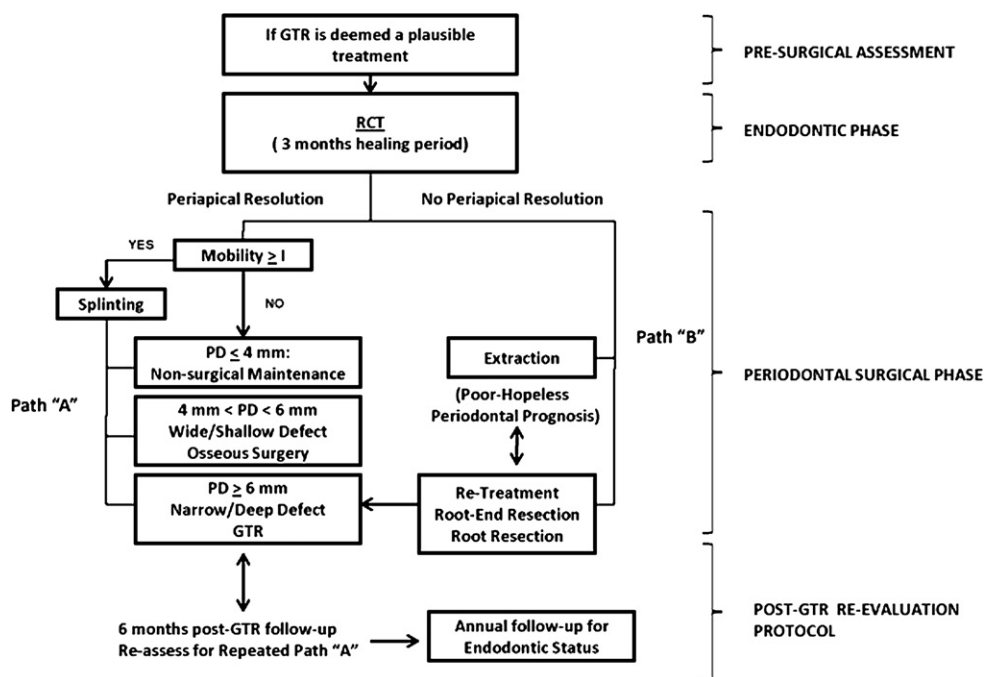 If GTR is deemed a plausible
treatment
PRE-SURGICAL ASSESSMENT
RCT
( 3 months healing period)
ENDODONTIC PHASE
Periapical Resolution
No Periapical Resolution
YES
Mobility ≥ I
Splinting
NO
PD ≤ 4 mm:
Non-surgical Maintenance
Path “A”
4 mm < PD < 6 mm
Wide/Shallow Defect
Osseous Surgery
PD ≥ 6 mm
Narrow/Deep Defect
GTR
Extraction
(Poor-Hopeless
Periodontal Prognosis)
Path “B”
Re-Treatment
Root-End Resection
Root Resection
PERIODONTAL SURGICAL PHASE
6 months post-GTR follow-up
Re-assess for Repeated Path “A”
Annual follow-up for
Endodontic Status
POST-GTR RE-EVALUATION
PROTOCOL